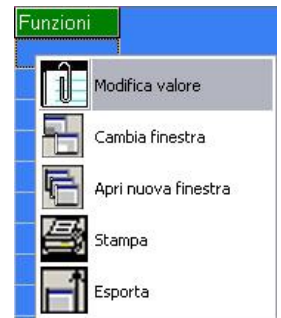 Funzioni
Modifica valore
Cambia finestra
Apri nuova finestra
Stampa
Esporta